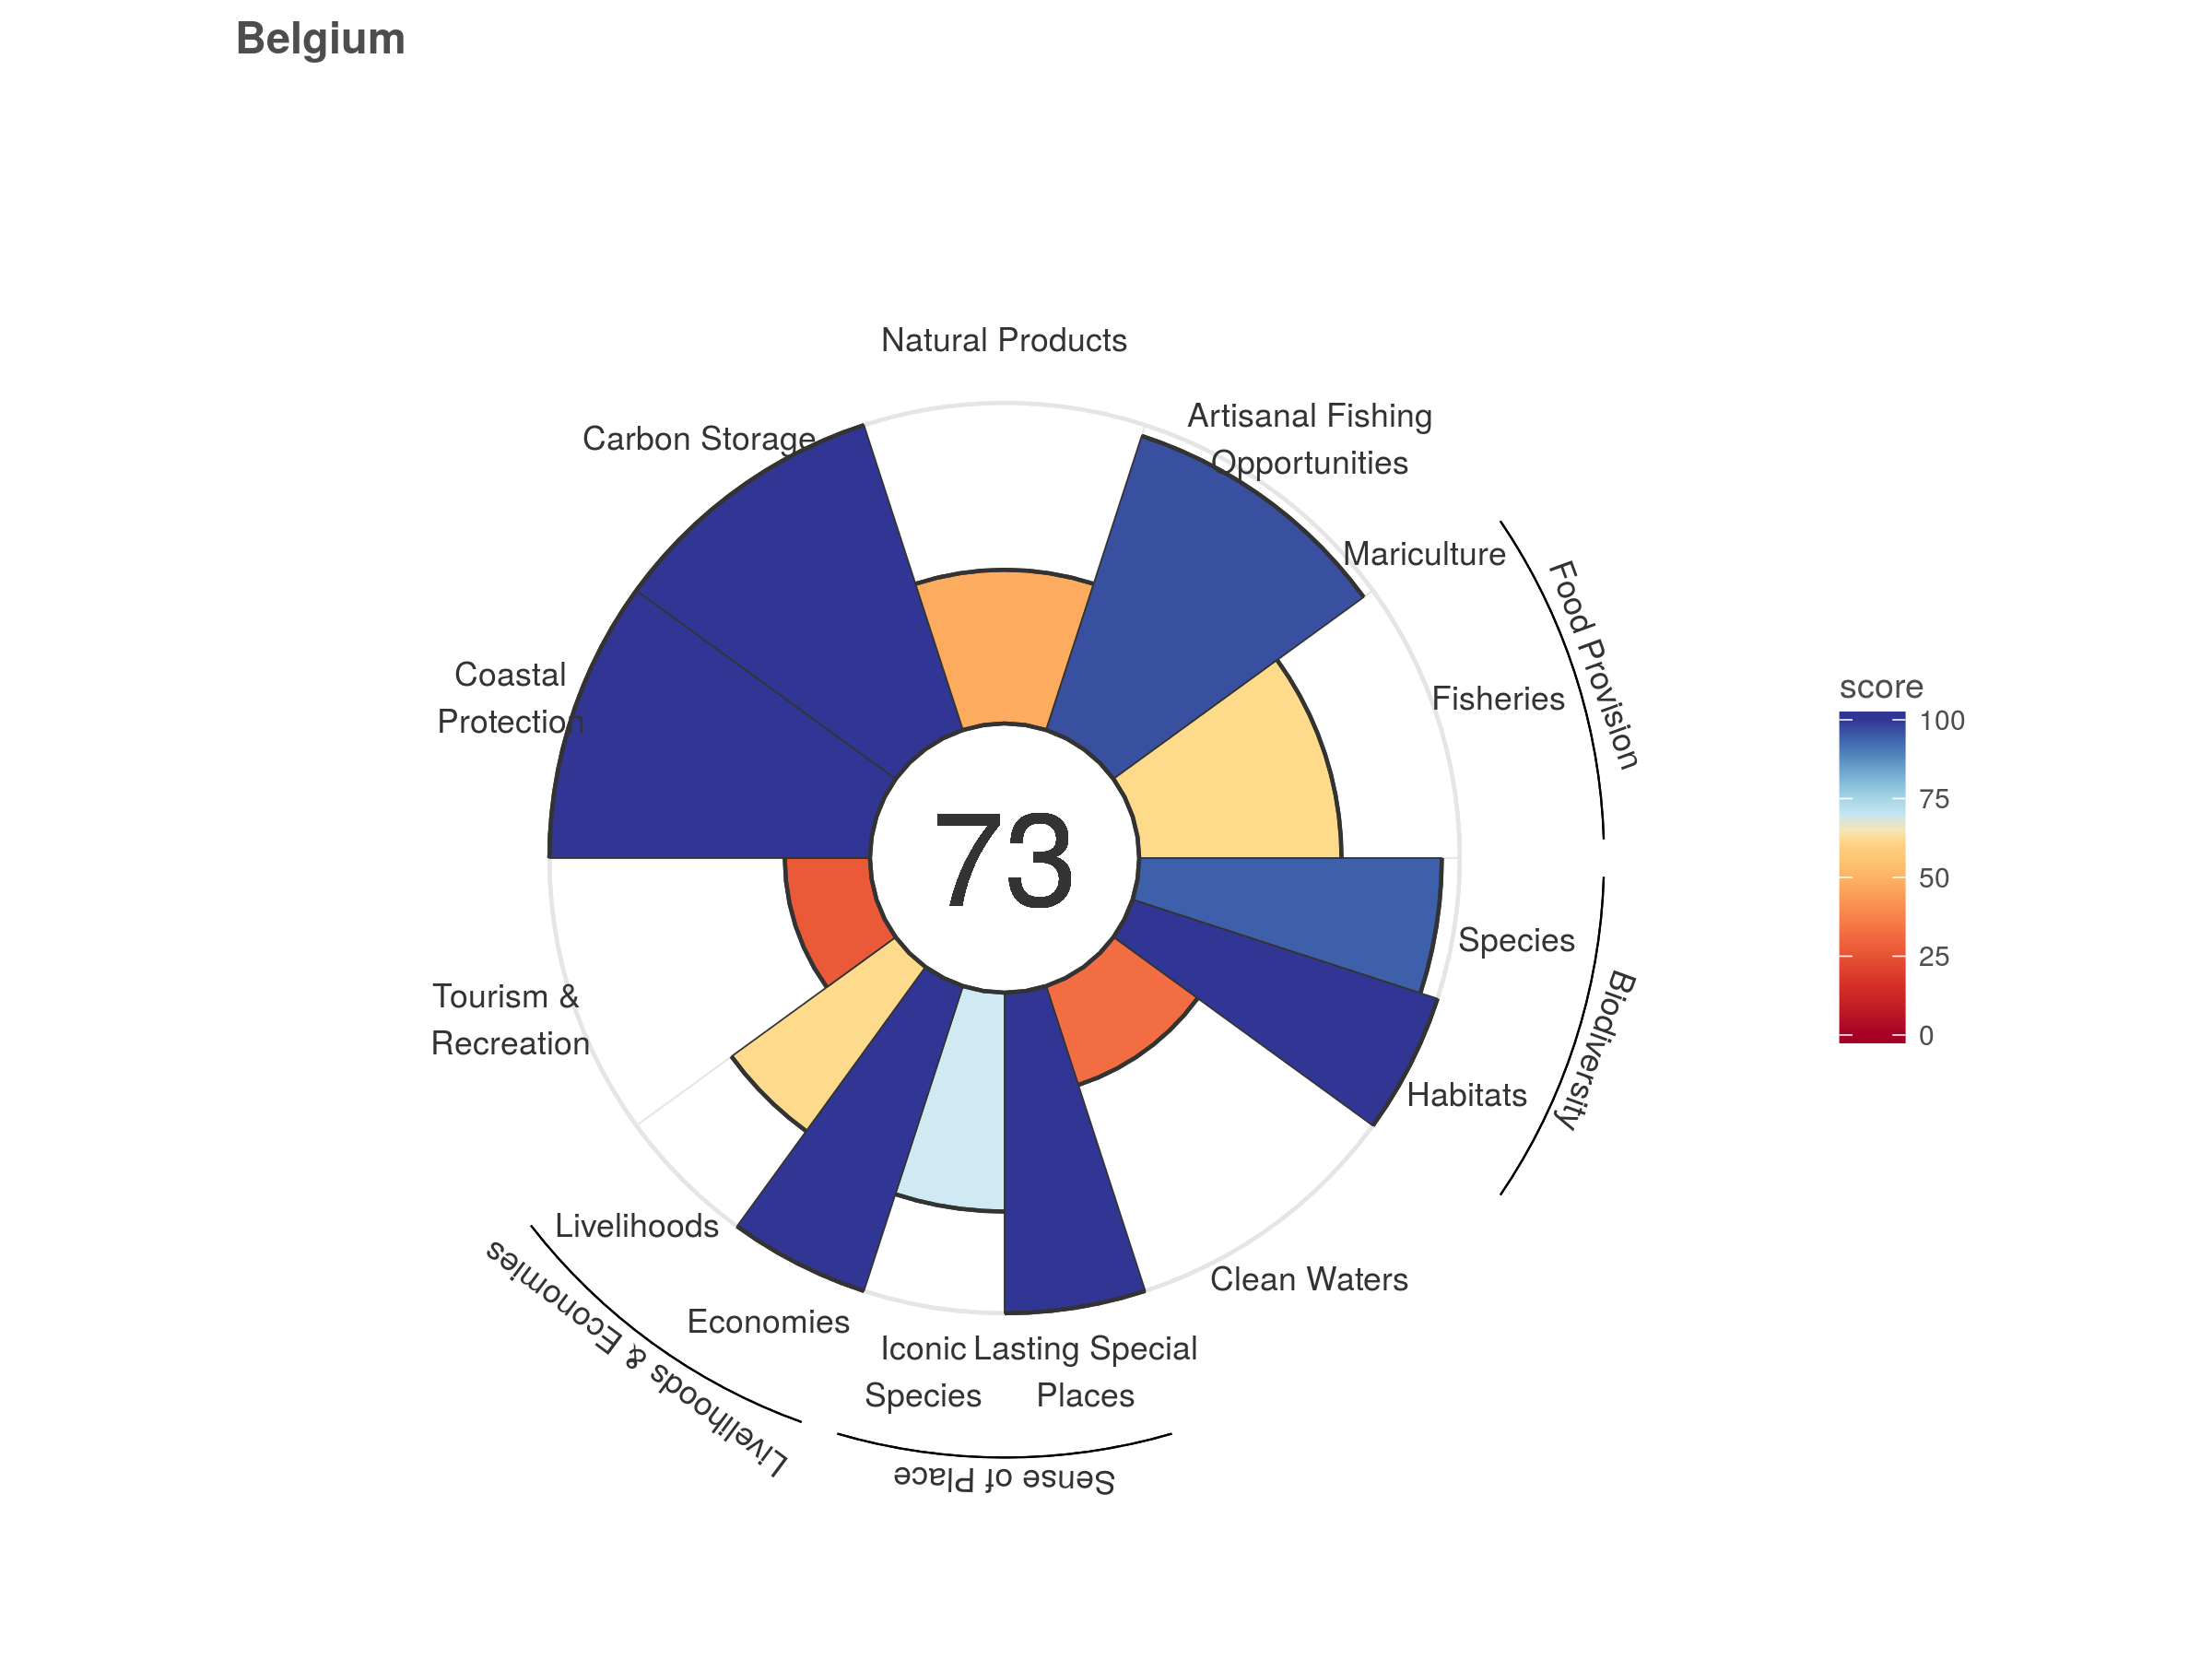 Belgium
Natural Products
Artisanal Fishing
Opportunities
Carbon Storage
Mariculture
Food Provision
Fisheries
Coastal
Protection
score
100
75
50
25
0
73
Species
Biodiversity
Habitats
Tourism &
Recreation
Livelihoods
Clean Waters
Economies
Livelihoods & Economies
Iconic
Species
Lasting Special
Places
Sense of Place